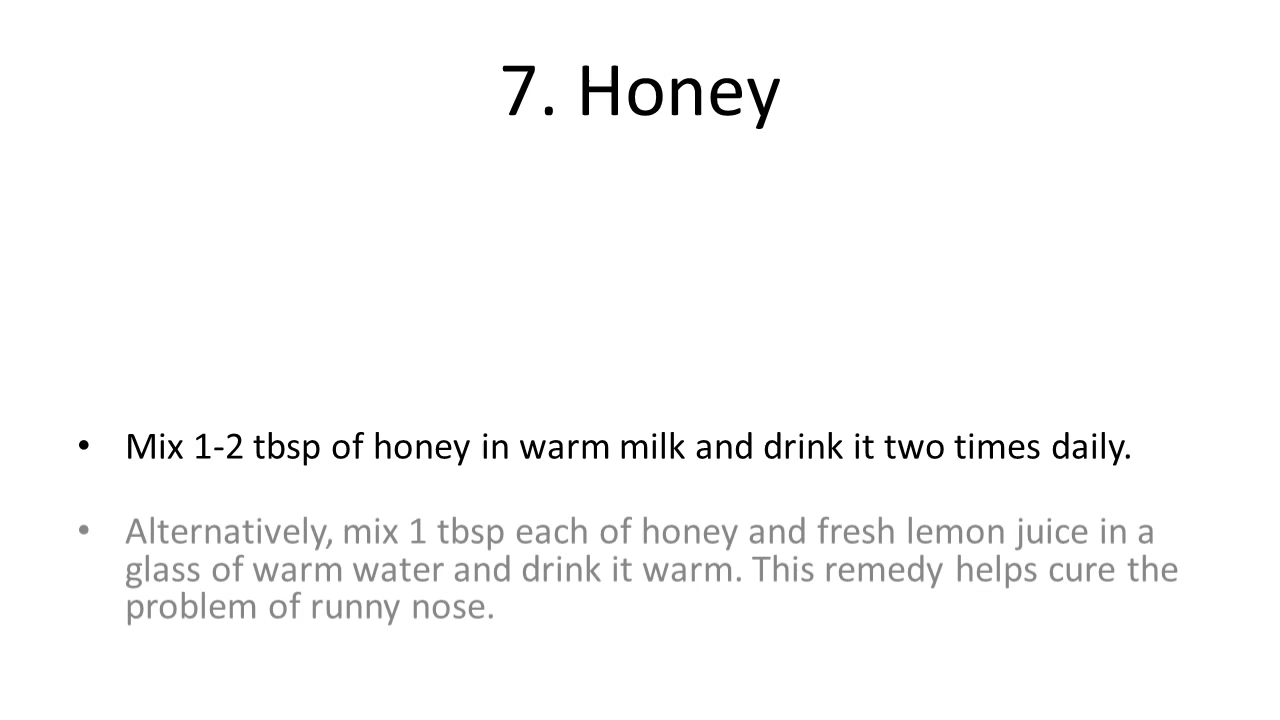 7. Honey
• Mix 1-2 tbsp of honey in warm milk and drink it two times daily.
• Alternatively, mix 1 tbsp each of honey and fresh lemon juice in a
glass of warm water and drink it warm. This remedy helps cure the
problem of runny nose.